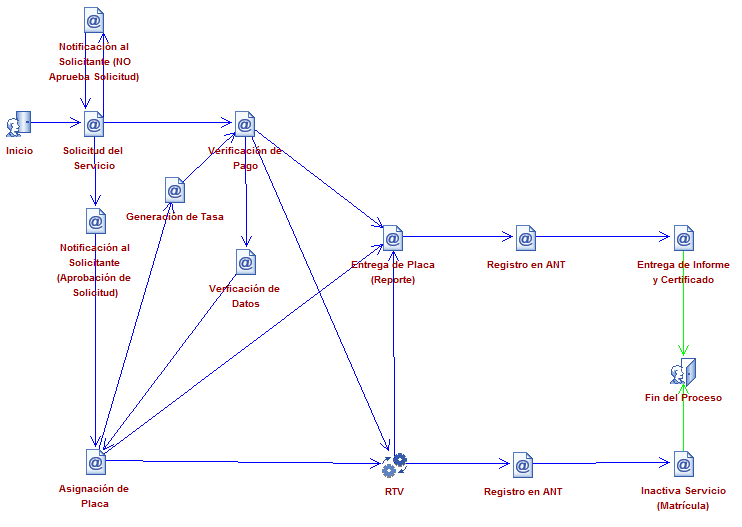 Notificación al
Solicitante (NO
Aprueba Solicitud)
Inicio
Solicitud del
Servicio
Verificación de
Pago
Generación de Tasa
Notificación al
Solicitante
(Aprobación de
Solicitud)
Verficación de
Datos
Entrega de Placa
(Reporte)
Registro en ANT
Entrega de Informe
y Certificado
Fin del Proceso
Asignación de
Placa
RTV
Registro en ANT
Inactiva Servicio
(Matrícula)